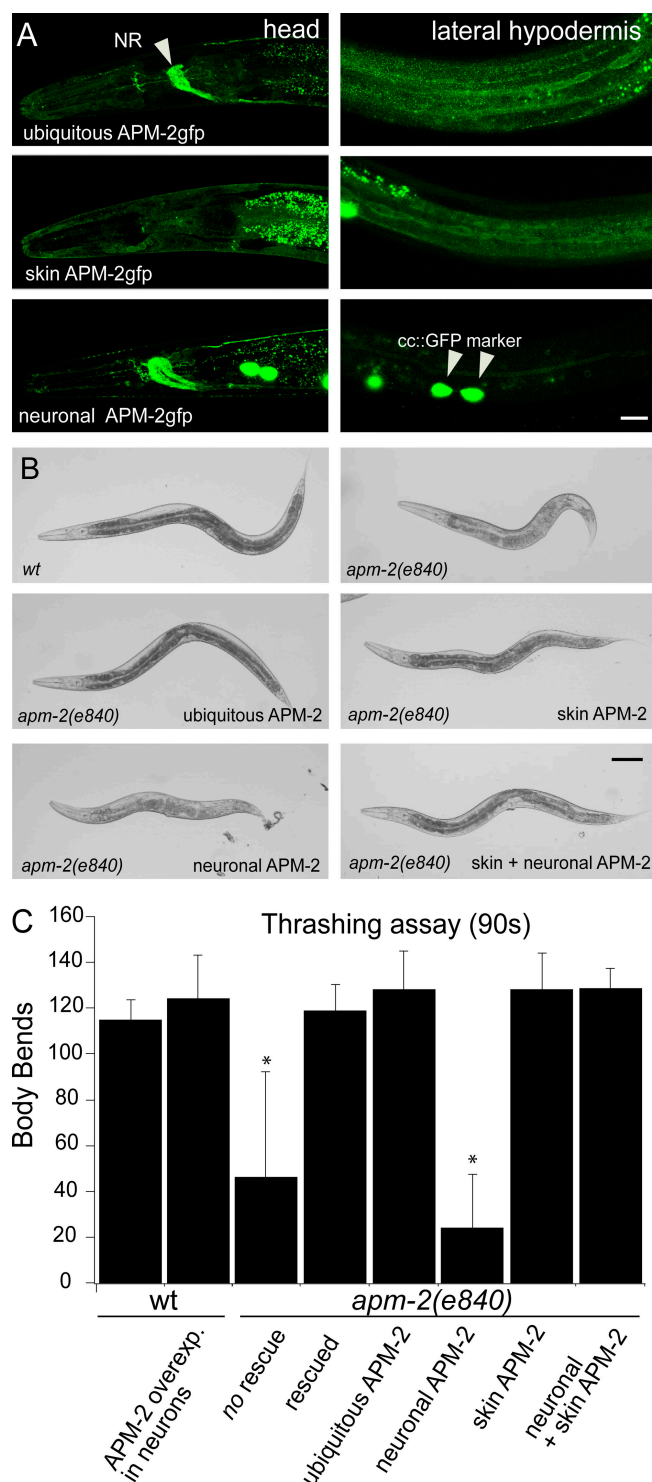 A
head
NR
ubiquitous APM-2gfp
lateral hypodermis
skin APM-2gfp
neuronal APM-2gfp
cc::GFP marker
B
wt
apm-2(e840)
apm-2(e840) ubiquitous APM-2
apm-2(e840) skin APM-2
apm-2(e840) neuronal APM-2
apm-2(e840) skin + neuronal APM-2
C
Thrashing assay (90s)
Body Bends
160
140
120
100
80
60
40
20
0
*
*
wt
apm-2(e840)
APM-2 overexp.
in neurons
no rescue
rescued
ubiquitous APM-2
neuronal APM-2
skin APM-2
neuronal
+ skin APM-2